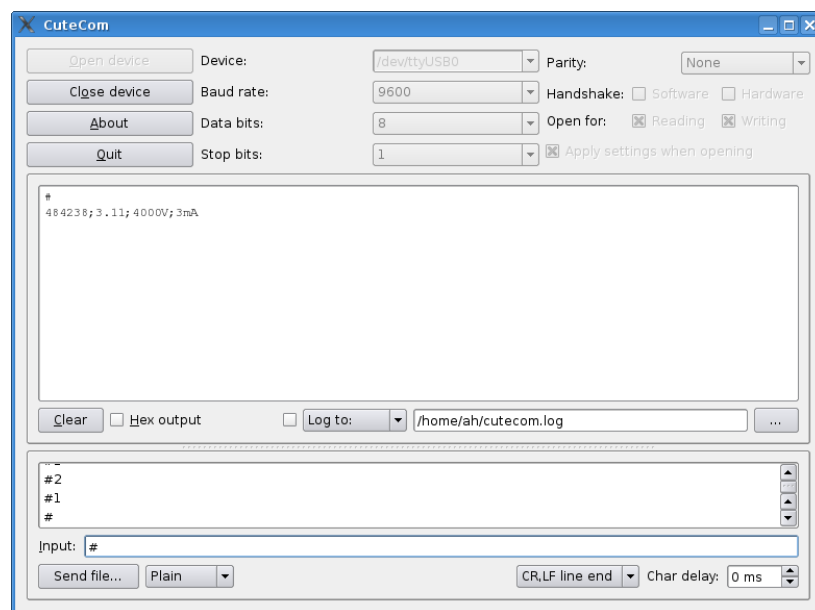 CuteCom
Open device Device: /dev/ttyUSB0 Parity: None
Close device Baud rate: 9600 Handshake: Software Hardware
About Data bits: 8 Open for: Reading Writing
Quit Stop bits: 1 Apply settings when opening
#
484238;3.11;4000V;3mA
Clear Hex output Log to: /home/ah/cutecom.log ...
#2
#1
#
Input: #
Send file... Plain CR,LF line end Char delay: 0 ms